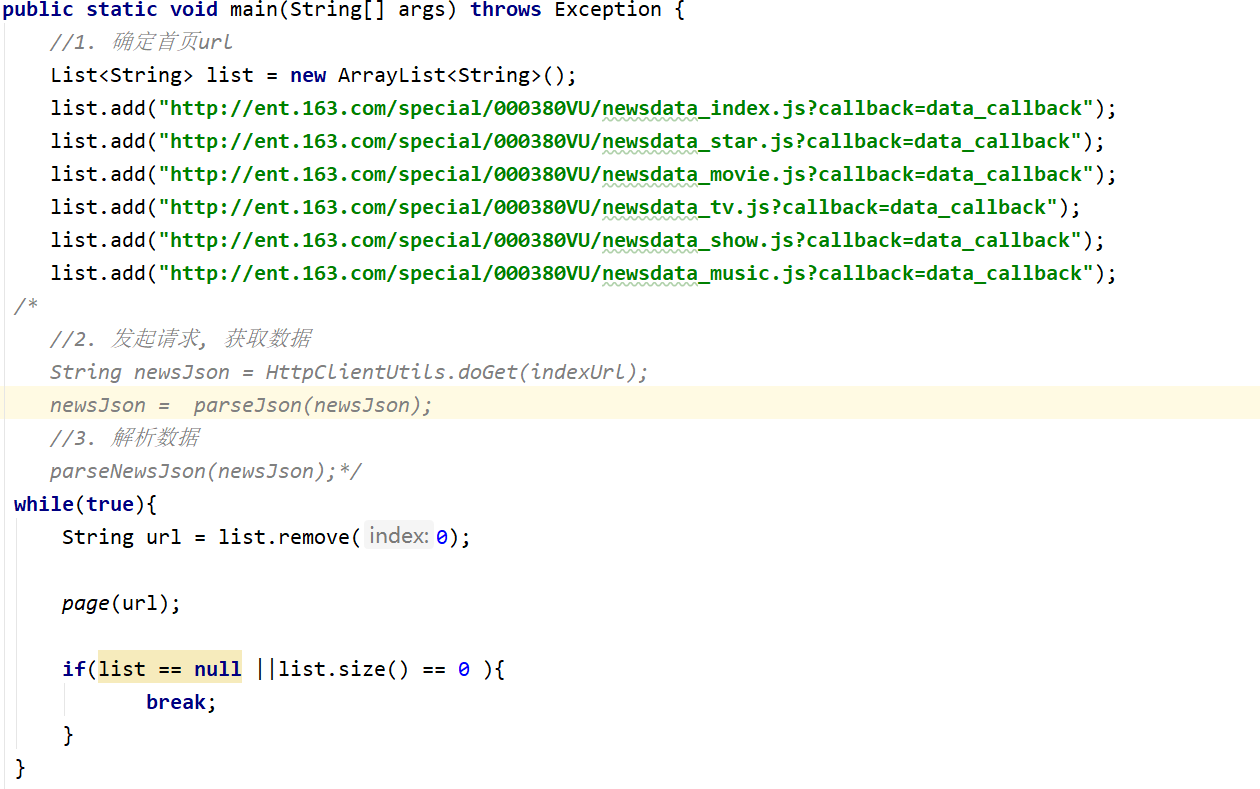 public static void main(String[] args) throws Exception {
//1. 确定首页url
List<String> list = new ArrayList<String>();
list.add("http://ent.163.com/special/000380VU/newsdata_index.js?callback=data_callback");
list.add("http://ent.163.com/special/000380VU/newsdata_star.js?callback=data_callback");
list.add("http://ent.163.com/special/000380VU/newsdata_movie.js?callback=data_callback");
list.add("http://ent.163.com/special/000380VU/newsdata_tv.js?callback=data_callback");
list.add("http://ent.163.com/special/000380VU/newsdata_show.js?callback=data_callback");
list.add("http://ent.163.com/special/000380VU/newsdata_music.js?callback=data_callback");
/*
//2. 发起请求, 获取数据
String newsJson = HttpClientUtils.doGet(indexUrl);
newsJson =  parseJson(newsJson);
//3. 解析数据
parseNewsJson(newsJson);*/
while(true){
String url = list.remove( index: 0);
page(url);
if(list == null ||list.size() == 0 ){
break;
}
}